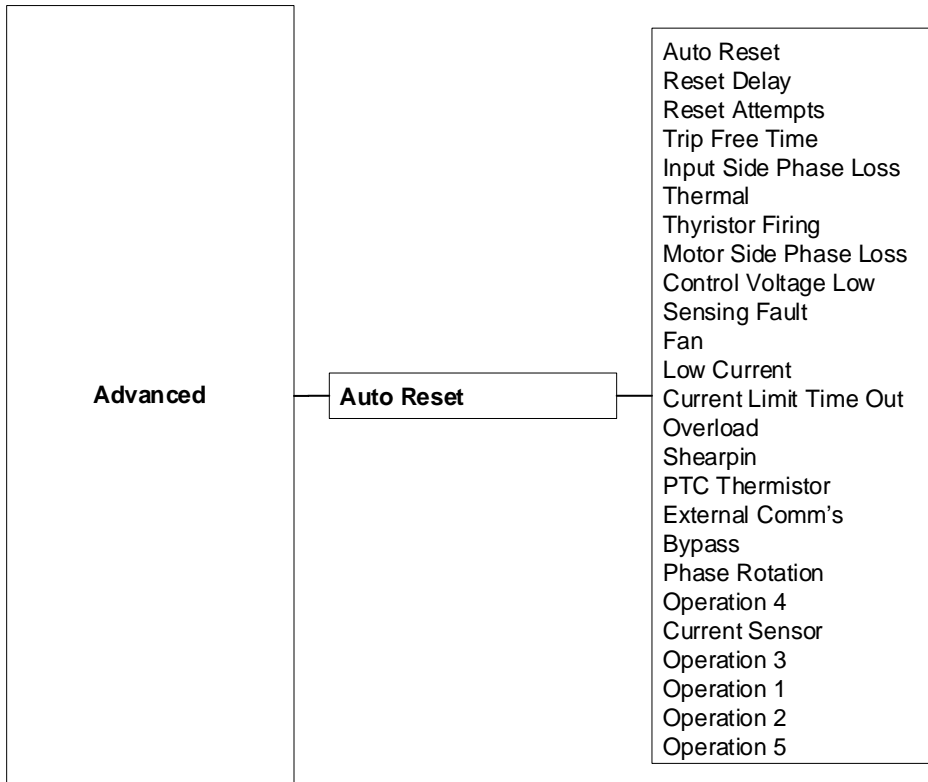 Advanced
Auto Reset
Auto Reset
Reset Delay
Reset Attempts
Trip Free Time
Input Side Phase Loss
Thermal
Thyristor Firing
Motor Side Phase Loss
Control Voltage Low
Sensing Fault
Fan
Low Current
Current Limit Time Out
Overload
Shearpin
PTC Thermistor
External Comm’s
Bypass
Phase Rotation
Operation 4
Current Sensor
Operation 3
Operation 1
Operation 2
Operation 5